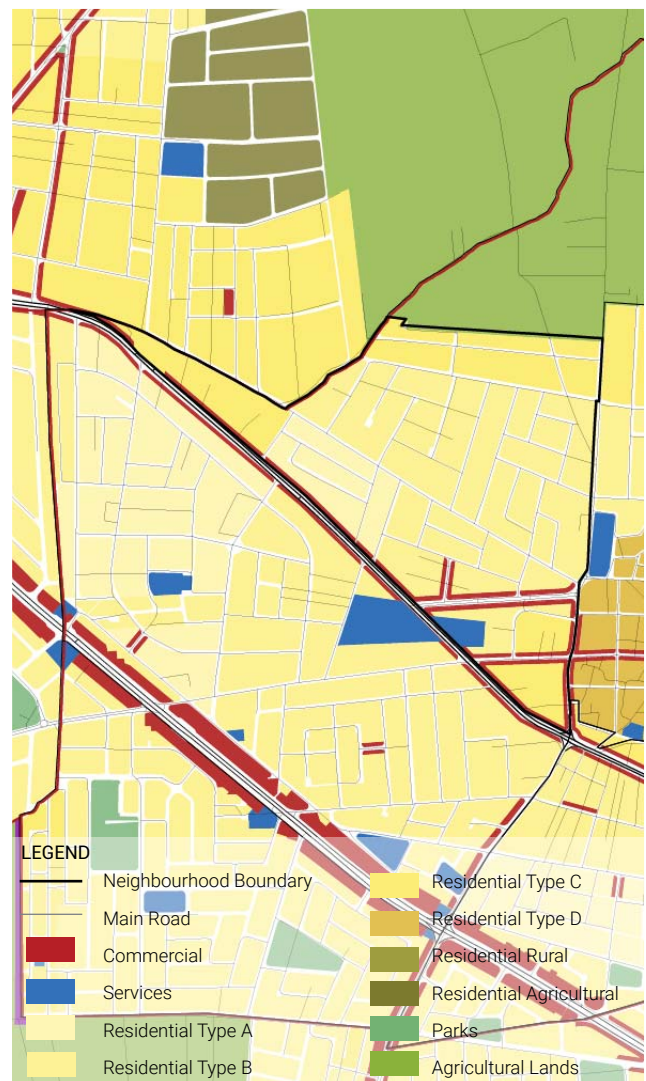 LEGEND
Neighbourhood Boundary
Main Road
Commercial
Services
Residential Type A
Residential Type B
Residential Type C
Residential Type D
Residential Rural
Residential Agricultural
Parks
Agricultural Lands